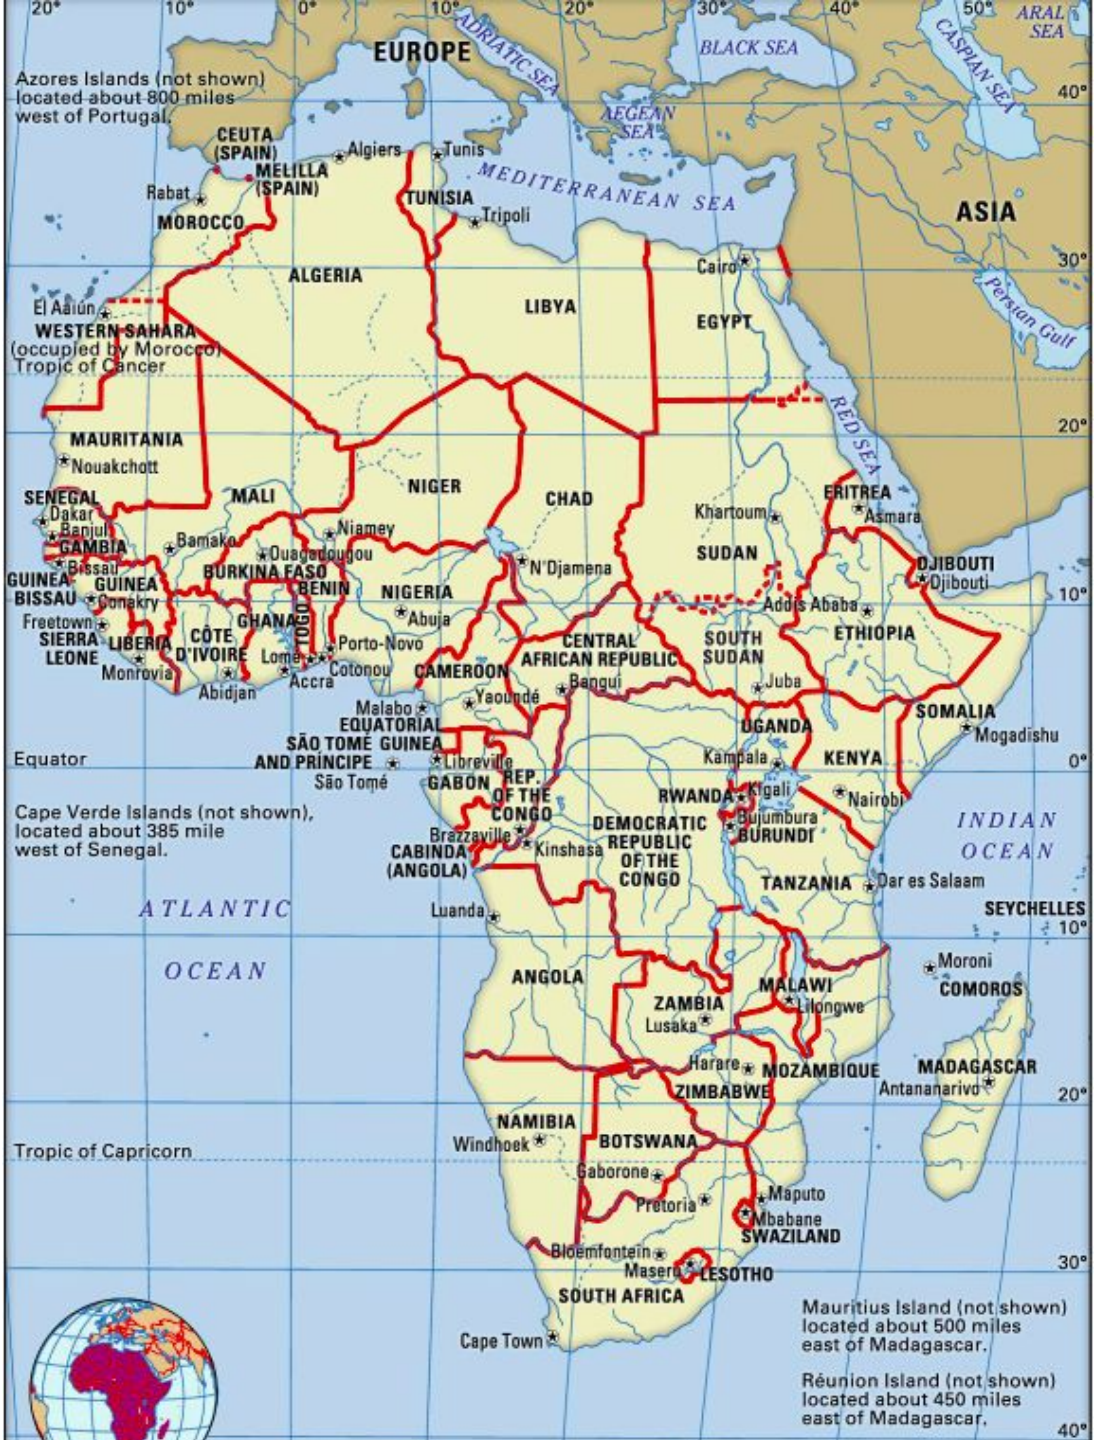 20°
10°
0°
10°
20°
30°
40°
50°
ARAL
SEA
EUROPE
ADRIATIC SEA
BLACK SEA
CASPIAN SEA
Azores Islands (not shown)
located about 800 miles
west of Portugal.
40°
AEGEAN
SEA
CEUTA
(SPAIN)
Algiers
Tunis
MELILLA
(SPAIN)
MEDITERRANEAN SEA
Rabat
MOROCCO
TUNISIA
Tripoli
ASIA
30°
Cairo
ALGERIA
LIBYA
EGYPT
Persian Gulf
El Aaiún
WESTERN SAHARA
(occupied by Morocco)
Tropic of Cancer
RED SEA
20°
MAURITANIA
Nouakchott
MALI
NIGER
CHAD
ERITREA
Asmara
SENEGAL
Dakar
Banjul
GAMBIA
Bissau
Khartoum
SUDAN
Niamey
Bamako
Ouagadougou
BURKINA FASO
N'Djamena
DJIBOUTI
Djibouti
GUINEA
BISSAU
GUINEA
Conakry
BENIN
NIGERIA
Abuja
10°
Addis Ababa
ETHIOPIA
Freetown
SIERRA
LEONE
LIBERIA
Monrovia
CÔTE
D'IVOIRE
Abidjan
GHANA
TOGO
Lomé
Accra
Porto-Novo
Cotonou
CENTRAL
AFRICAN REPUBLIC
Bangui
SOUTH
SUDAN
Juba
CAMEROON
Yaoundé
Malabo
EQUATORIAL
GUINEA
SOMALIA
Mogadishu
UGANDA
Kampala
KENYA
Nairobi
Equator
0°
SÃO TOMÉ
AND PRÍNCIPE
São Tomé
Libreville
GABON
REP.
OF THE
CONGO
Brazzaville
RWANDA
Kigali
Bujumbura
BURUNDI
Cape Verde Islands (not shown),
located about 385 mile
west of Senegal.
INDIAN
OCEAN
DEMOCRATIC
REPUBLIC
OF THE
CONGO
Kinshasa
CABINDA
(ANGOLA)
TANZANIA
Dar es Salaam
SEYCHELLES
10°
ATLANTIC
OCEAN
Luanda
ANGOLA
Moroni
COMOROS
MALAWI
Lilongwe
ZAMBIA
Lusaka
Harare
MOZAMBIQUE
ZIMBABWE
MADAGASCAR
Antananarivo
20°
NAMIBIA
Windhoek
BOTSWANA
Gaborone
Tropic of Capricorn
Pretoria
Maputo
Mbabane
SWAZILAND
Bloemfontein
Maseru
LESOTHO
30°
SOUTH AFRICA
Cape Town
Mauritius Island (not shown)
located about 500 miles
east of Madagascar.
Réunion Island (not shown)
located about 450 miles
east of Madagascar.
40°